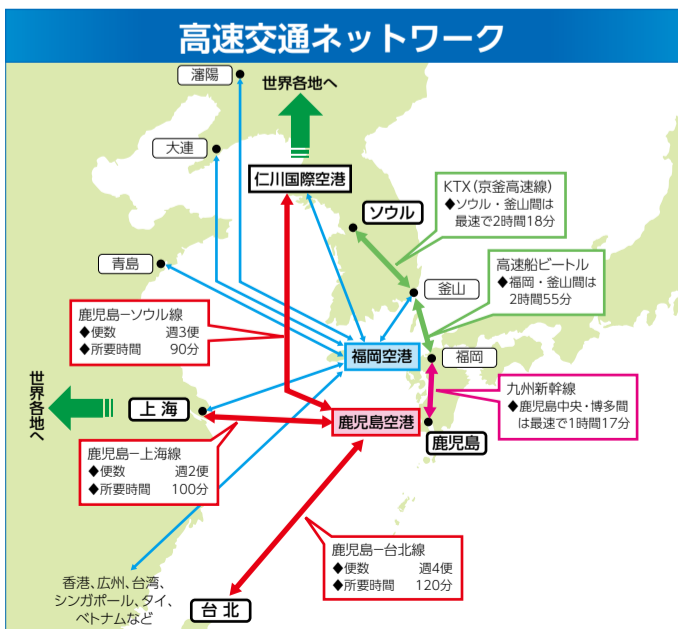 高速交通ネットワーク
瀋陽
世界各地へ
大連
仁川国際空港
KTX(京釜高速線)
◆ソウル・釜山間は
最速で2時間18分
ソウル
青島
釜山
高速船ビートル
◆福岡・釜山間は
2時間55分
鹿児島−ソウル線
◆便数 週3便
◆所要時間 90分
福岡空港
福岡
世界各地へ
上海
鹿児島空港
鹿児島
九州新幹線
◆鹿児島中央・博多間
は最速で1時間17分
鹿児島−上海線
◆便数 週2便
◆所要時間 100分
鹿児島−台北線
◆便数 週4便
◆所要時間 120分
香港、広州、台湾、
シンガポール、タイ、
ベトナムなど
台北